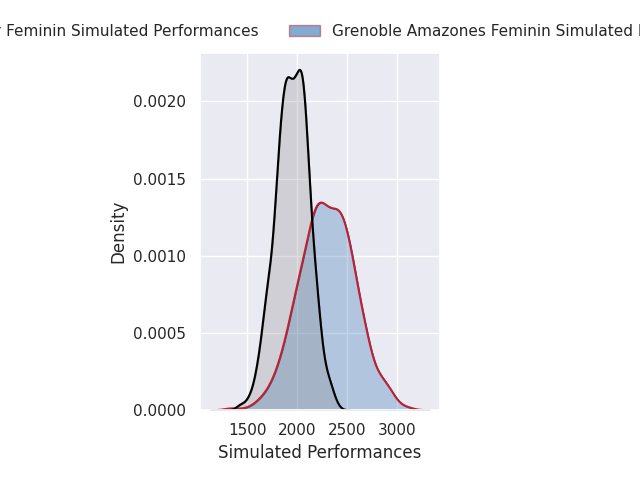 Feminin Simulated Performances
Grenoble Amazones Feminin Simulated
0.0020
0.0015
0.0010
0.0005
0.0000
Density
1500 2000 2500 3000
Simulated Performances